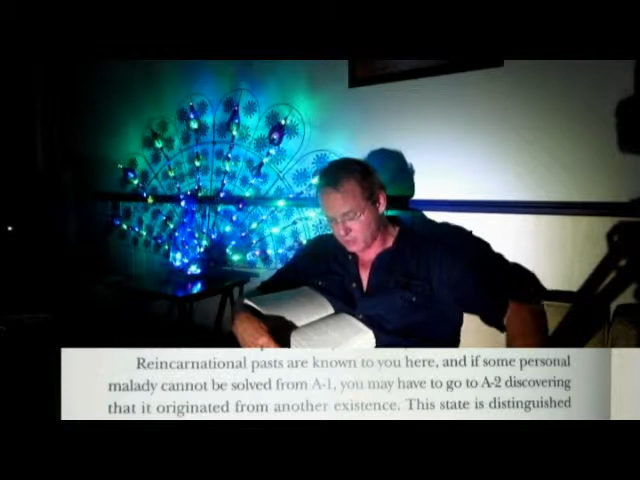 Reincarnational pasts are known to you here, and if some personal
malady cannot be solved from A-1, you may have to go to A-2 discovering
that it originated from another existence. This state is distinguished